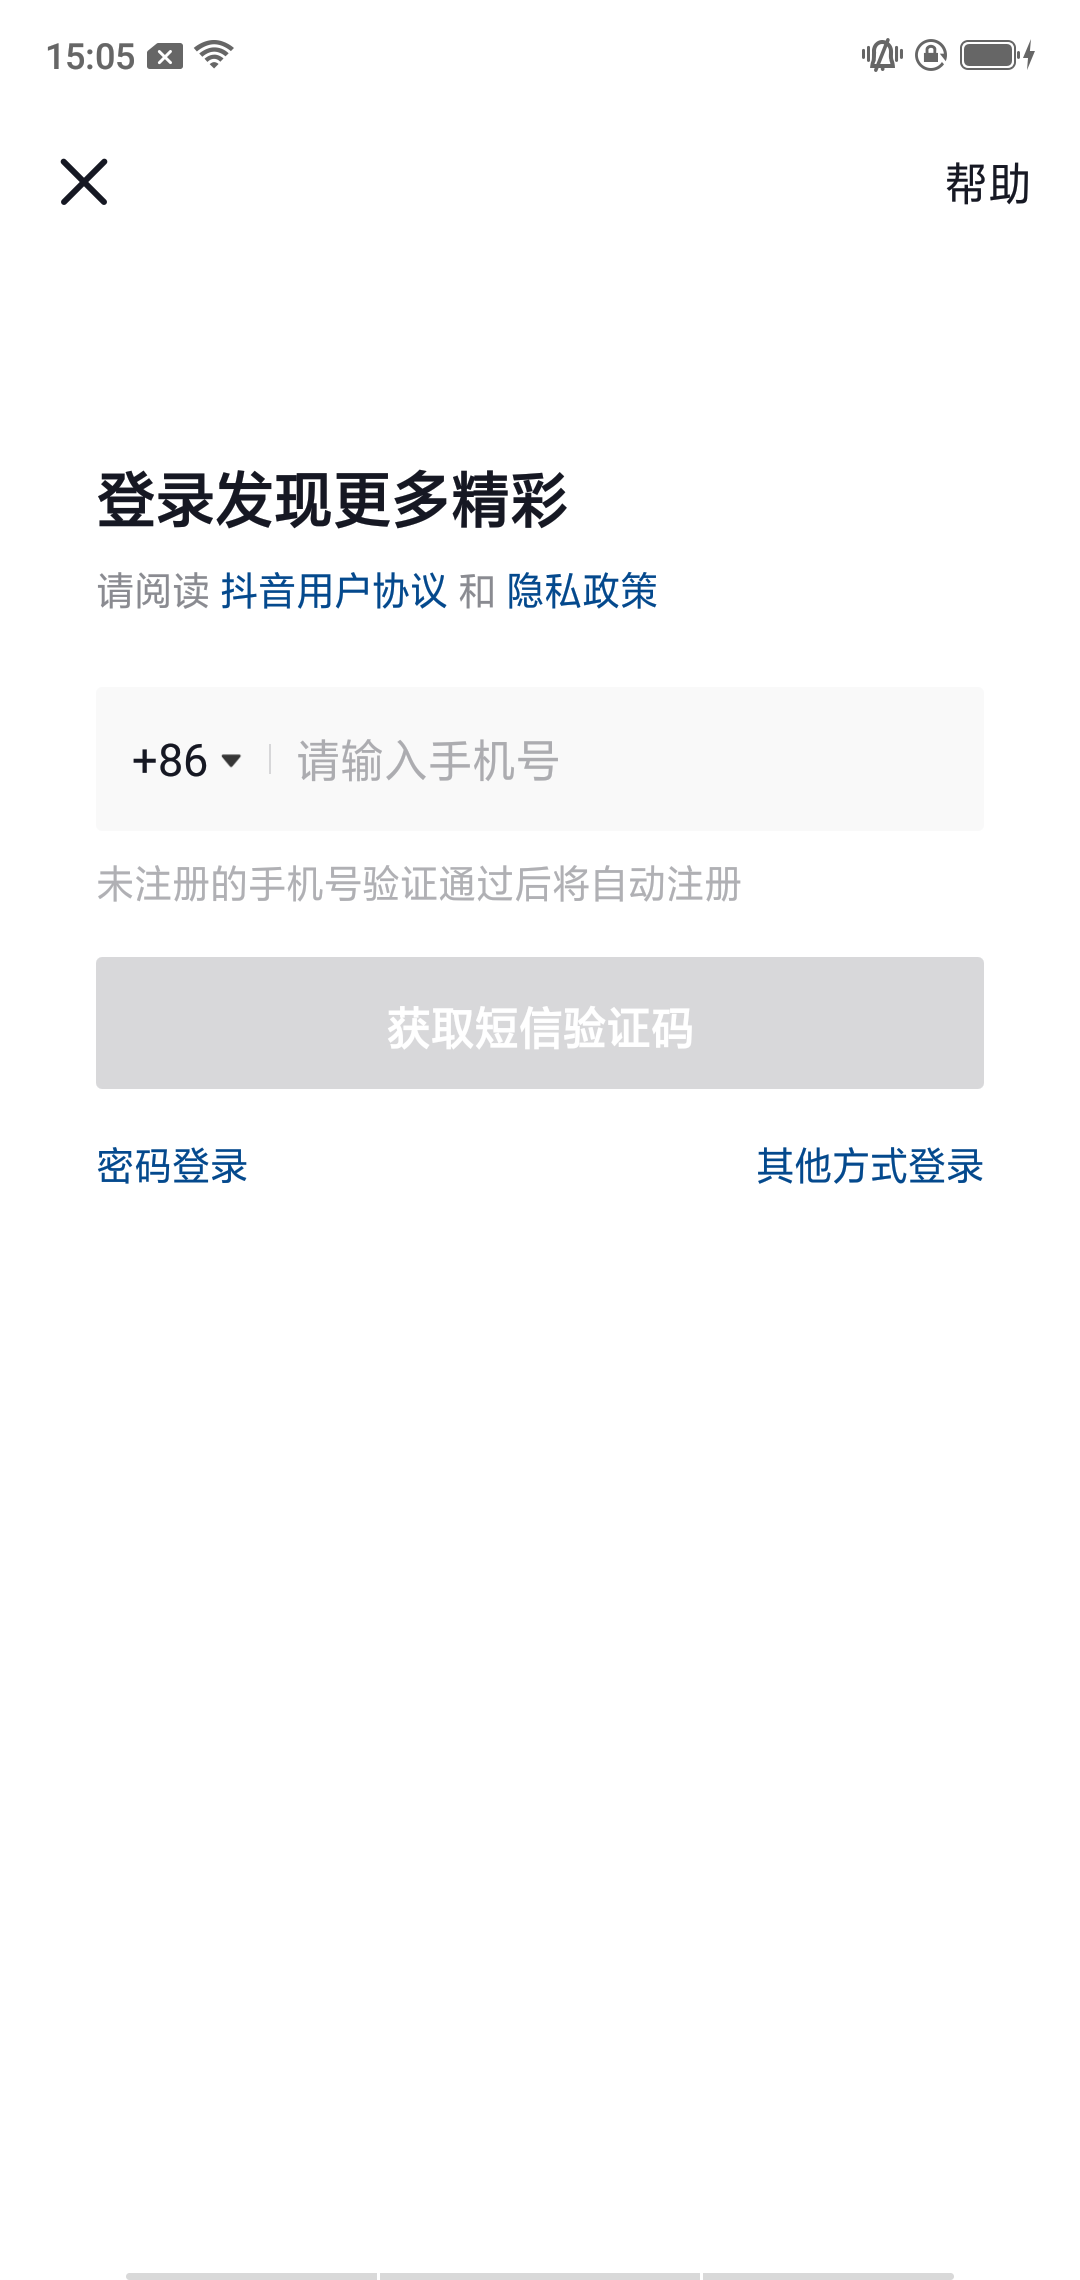 15:05
帮助
登录发现更多精彩
请阅读 抖音用户协议 和 隐私政策
+86 请输入手机号
未注册的手机号验证通过后将自动注册
获取短信验证码
密码登录 其他方式登录